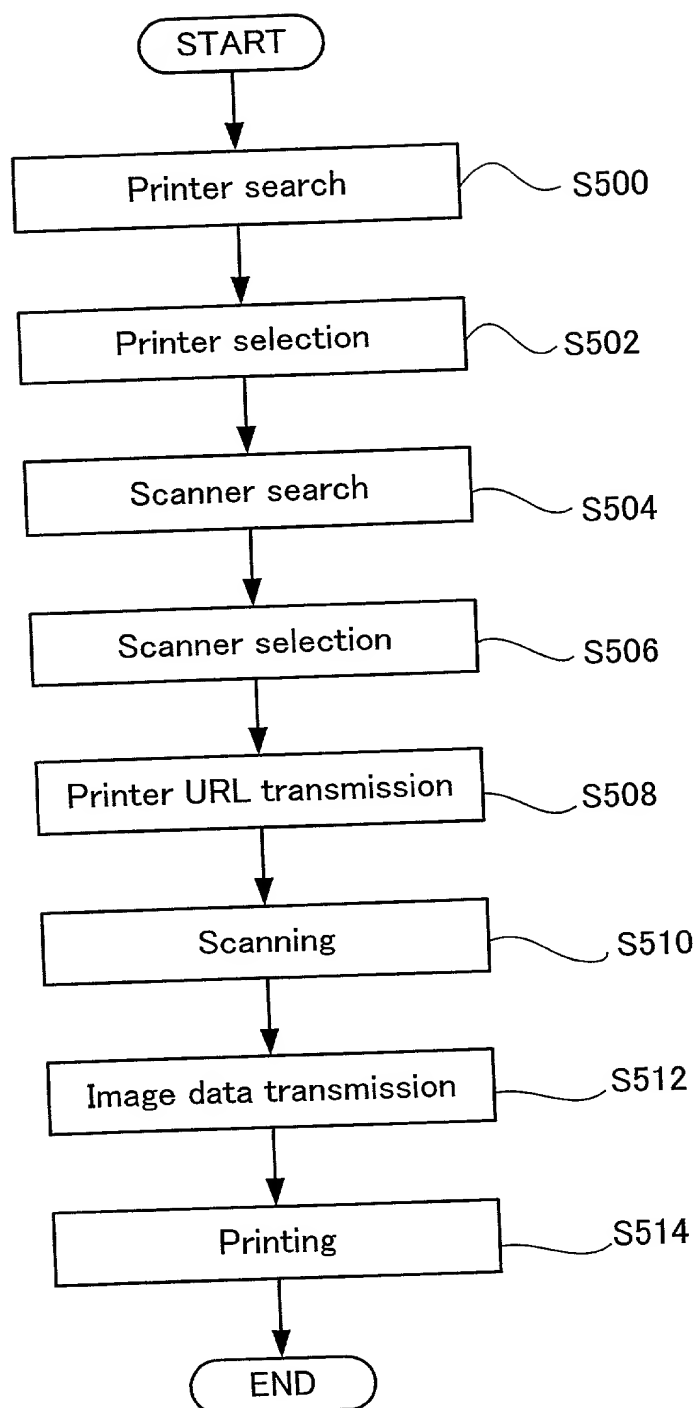 START
Printer search
S500
Printer selection
S502
Scanner search
S504
Scanner selection
S506
Printer URL transmission
S508
Scanning
S510
Image data transmission
S512
Printing
S514
END